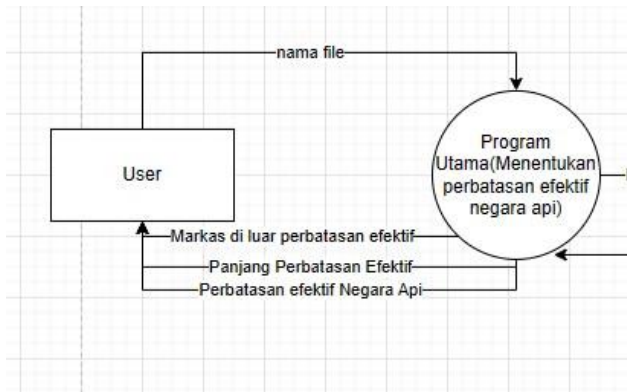 nama file
User
Program
Utama(Menentukan
perbatasan efektif
negara api)
Markas di luar perbatasan efektif
Panjang Perbatasan Efektif
Perbatasan efektif Negara Api